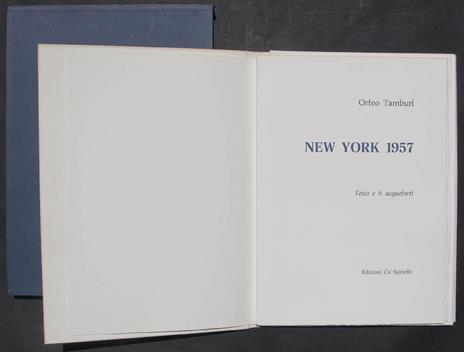 Orfeo Tamburi
NEW YORK 1957
Testo e 6 acqueforti
Edizioni Ca' Spinello